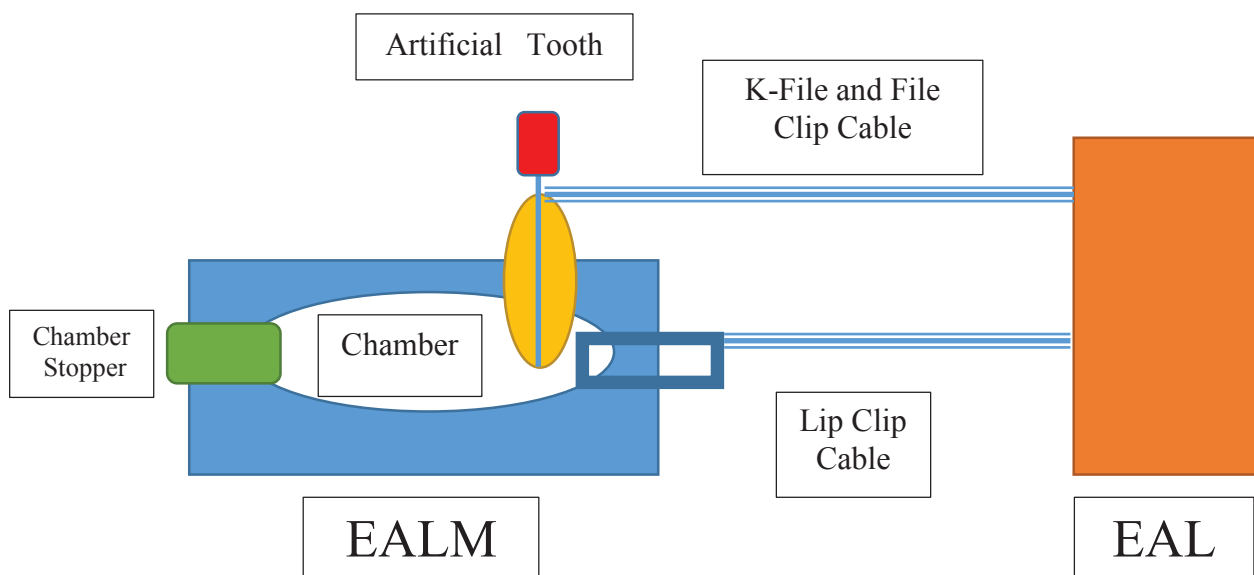 Artificial Tooth
K-File and File
Clip Cable
Chamber
Stopper
Chamber
Lip Clip
Cable
EALM
EAL